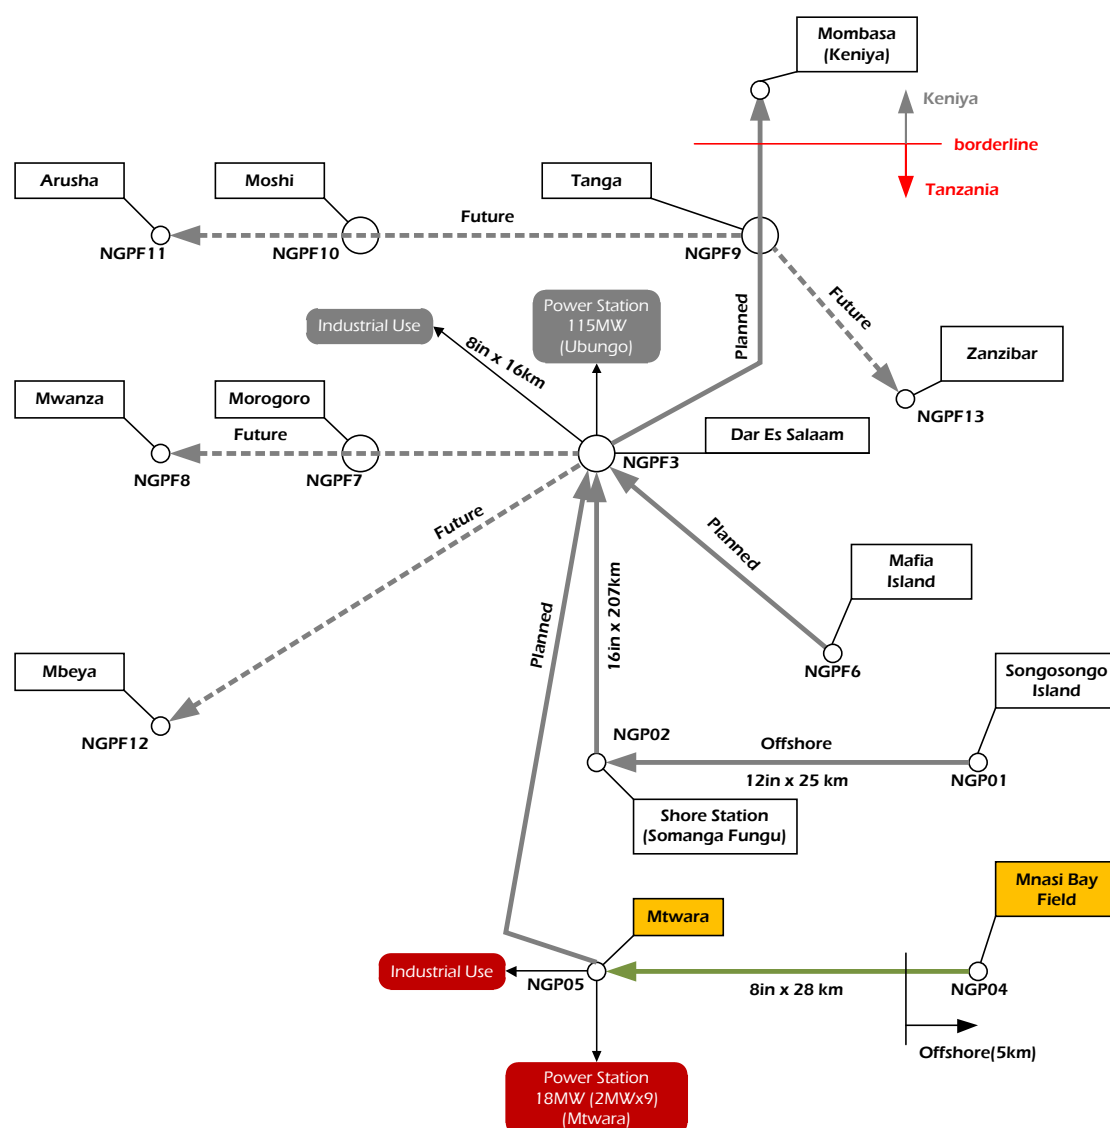 Mombasa
(Keniya)
Keniya
borderline
Tanzania
Arusha
Moshi
Tanga
Future
NGPF11
NGPF10
NGPF9
Future
Planned
Industrial Use
Power Station
115MW
(Ubungo)
8in x 16km
Zanzibar
NGPF13
Mwanza
Morogoro
Dar Es Salaam
Future
NGPF8
NGPF7
NGPF3
Future
Planned
Mafia
Island
Planned
16in x 207km
NGPF6
Mbeya
NGPF12
Songosongo
Island
NGP02
Offshore
12in x 25 km
NGP01
Shore Station
(Somanga Fungu)
Mnasi Bay
Field
Mtwara
Industrial Use
NGP05
8in x 28 km
NGP04
Offshore(5km)
Power Station
18MW (2MWx9)
(Mtwara)